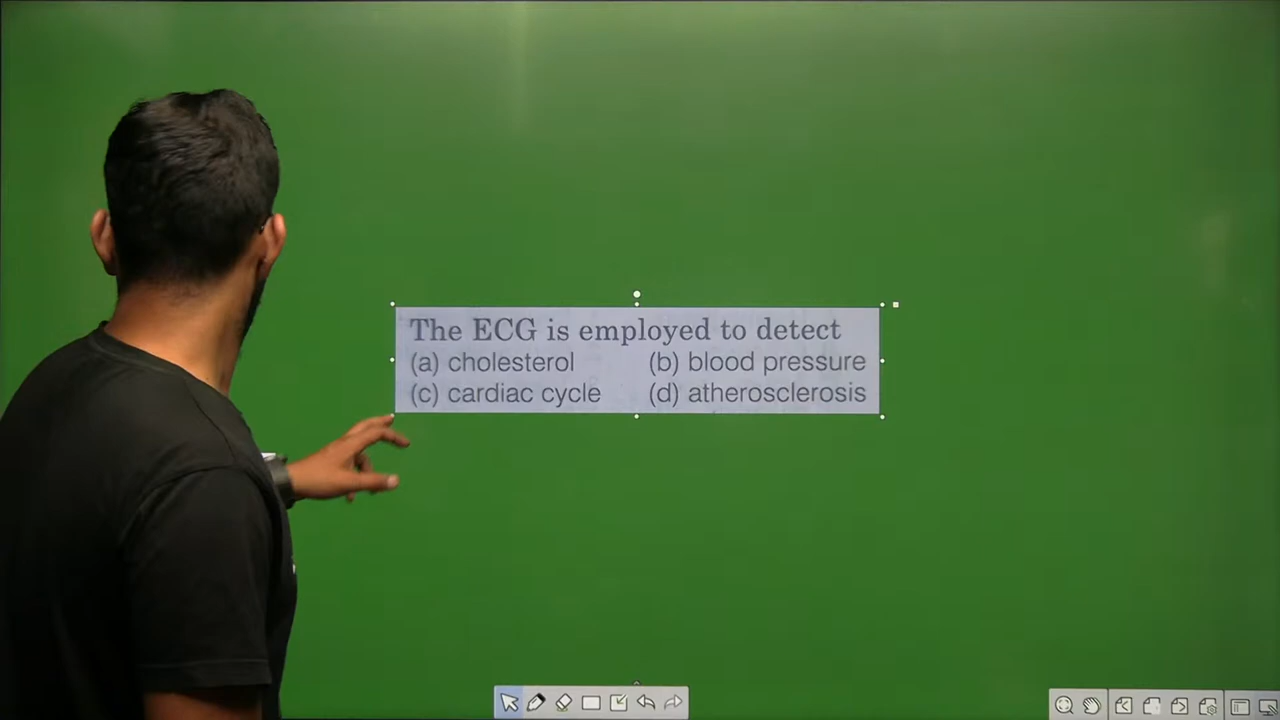 The ECG is employed to detect
(a) cholesterol (b) blood pressure
(c) cardiac cycle (d) atherosclerosis